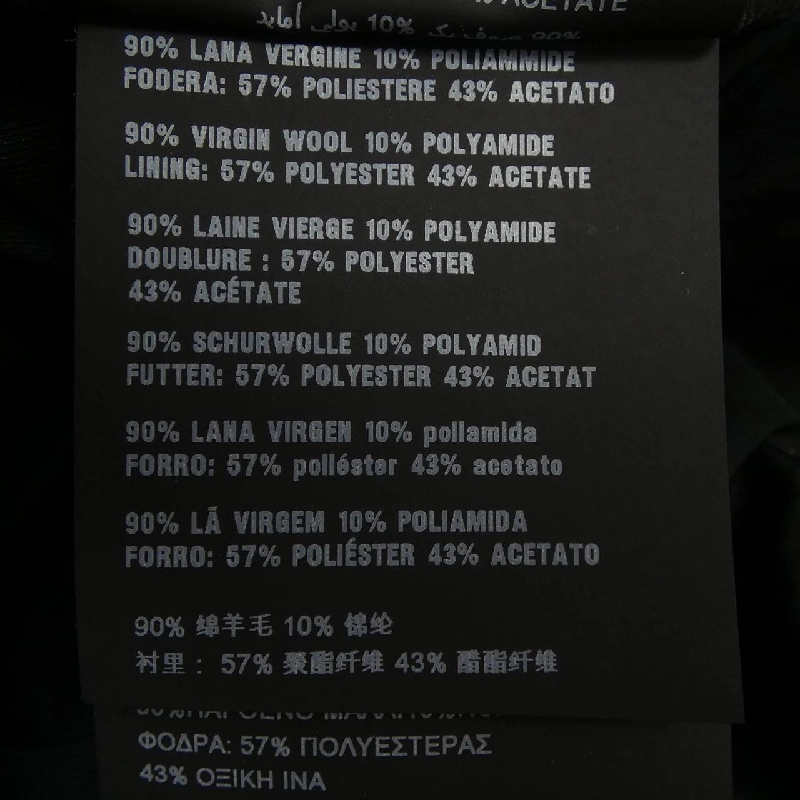 ACETATE
10% بولي أمايد
90% LANA VERGINE 10% POLIAMMIDE
FODERA: 57% POLIESTERE 43% ACETATO
90% VIRGIN WOOL 10% POLYAMIDE
LINING: 57% POLYESTER 43% ACETATE
90% LAINE VIERGE 10% POLYAMIDE
DOUBLURE : 57% POLYESTER
43% ACÉTATE
90% SCHURWOLLE 10% POLYAMID
FUTTER: 57% POLYESTER 43% ACETAT
90% LANA VIRGEN 10% poliamida
FORRO: 57% poliéster 43% acetato
90% LÃ VIRGEM 10% POLIAMIDA
FORRO: 57% POLIÉSTER 43% ACETATO
90% 绵羊毛 10% 锦纶
衬里： 57% 聚酯纤维 43% 醋酯纤维
ΦΟΔΡΑ: 57% ΠΟΛΥΕΣΤΕΡΑΣ
43% ΟΞΙΚΗ ΙΝΑ